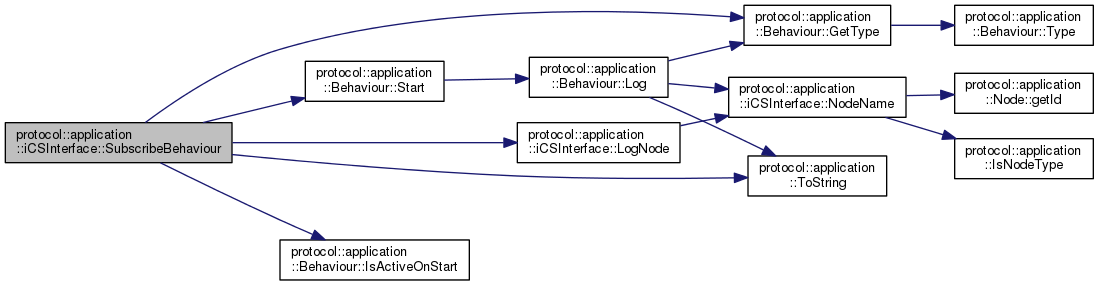 protocol::application
::iCSInterface::SubscribeBehaviour
protocol::application
::Behaviour::Start
protocol::application
::Behaviour::Log
protocol::application
::Behaviour::GetType
protocol::application
::Behaviour::Type
protocol::application
::iCSInterface::NodeName
protocol::application
::Node::getId
protocol::application
::iCSInterface::LogNode
protocol::application
::IsNodeType
protocol::application
::ToString
protocol::application
::Behaviour::IsActiveOnStart